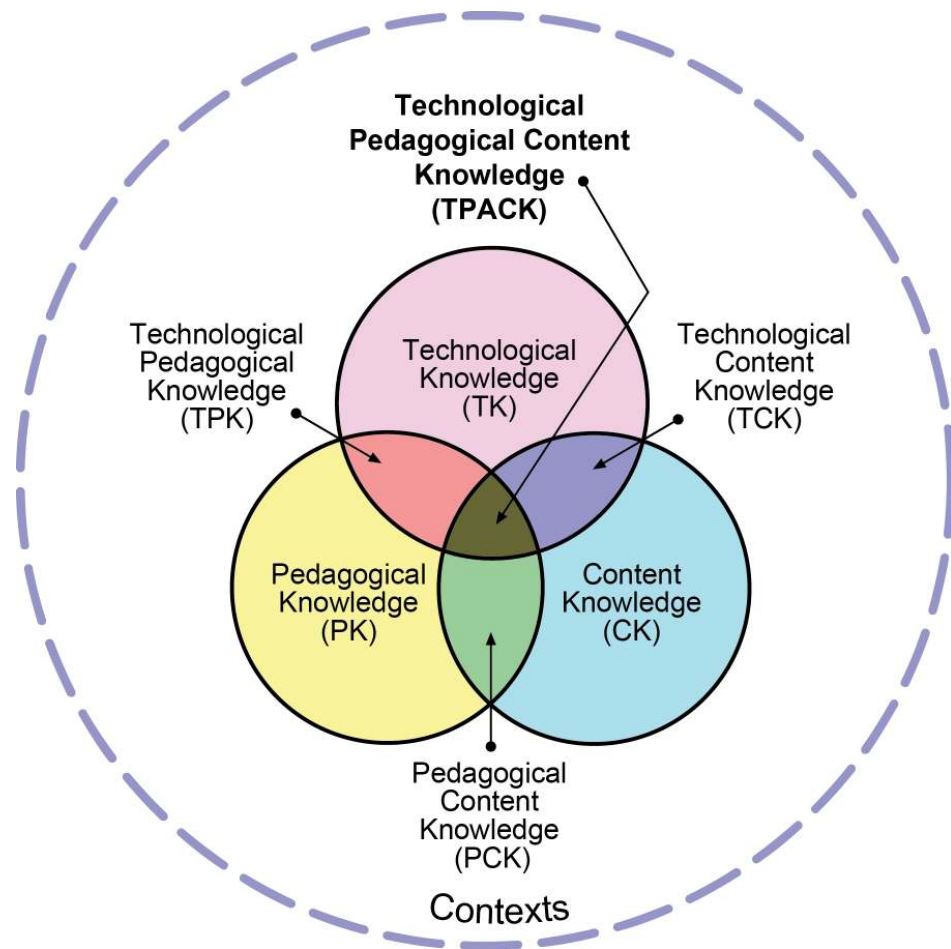 Technological
Pedagogical Content
Knowledge
(TPACK)
Technological
Pedagogical
Knowledge
(TPK)
Technological
Knowledge
(TK)
Technological
Content
Knowledge
(TCK)
Pedagogical
Knowledge
(PK)
Content
Knowledge
(CK)
Pedagogical
Content
Knowledge
(PCK)
Contexts